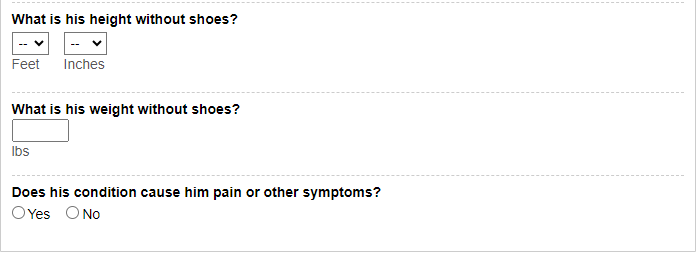 What is his height without shoes?
-- --
Feet Inches
What is his weight without shoes?
lbs
Does his condition cause him pain or other symptoms?
Yes No